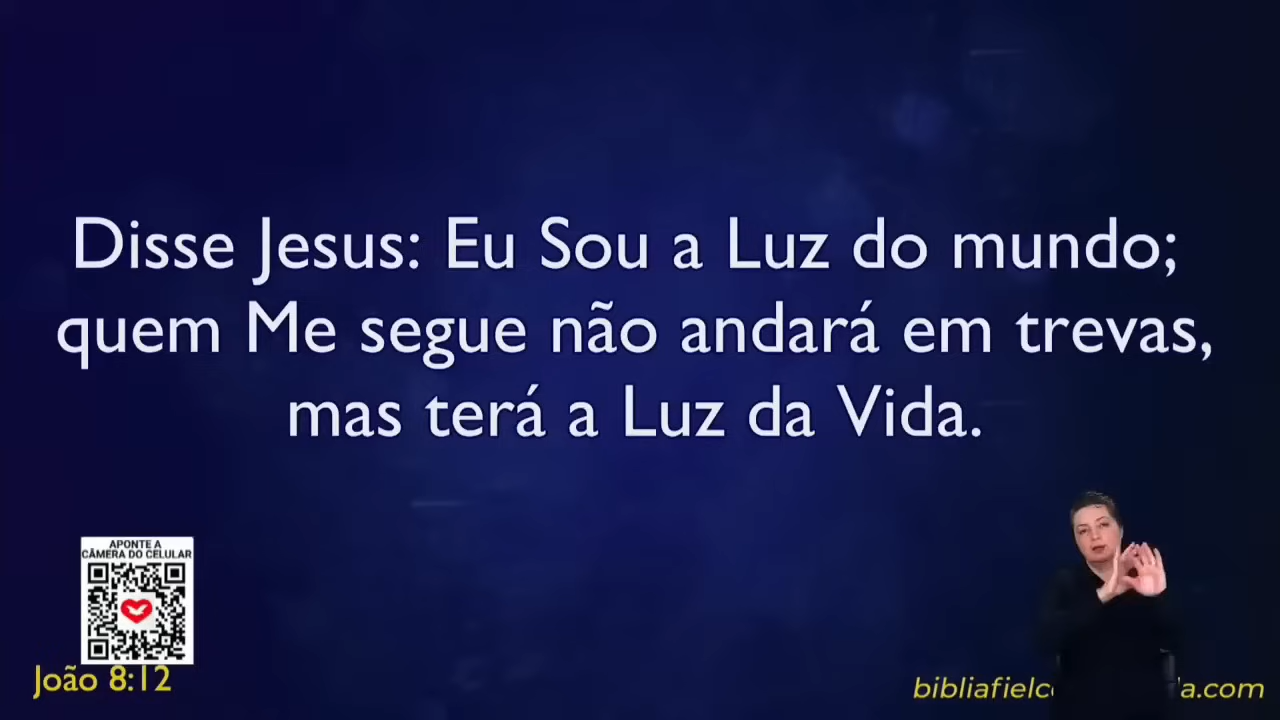 Disse Jesus: Eu Sou a Luz do mundo;
quem Me segue não andará em trevas,
mas terá a Luz da Vida.
APONTE A
CÂMERA DO CELULAR
João 8:12